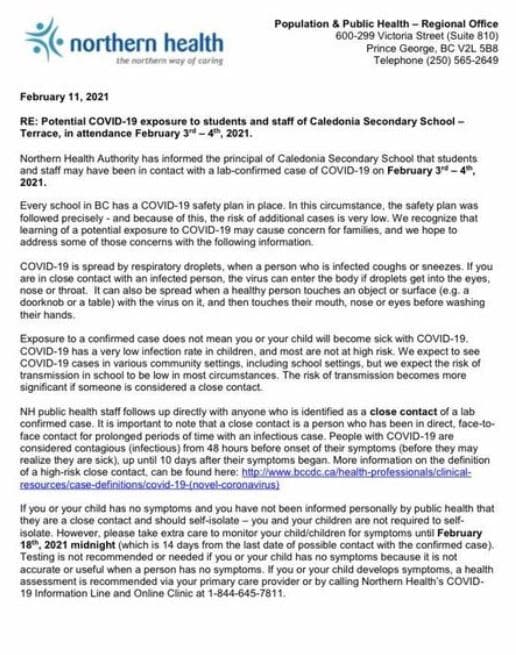 northern health
the northern way of caring
Population & Public Health – Regional Office
600-299 Victoria Street (Suite 810)
Prince George, BC V2L 5B8
Telephone (250) 565-2649
February 11, 2021
RE: Potential COVID-19 exposure to students and staff of Caledonia Secondary School –
Terrace, in attendance February 3rd – 4th, 2021.
Northern Health Authority has informed the principal of Caledonia Secondary School that students
and staff may have been in contact with a lab-confirmed case of COVID-19 on February 3rd – 4th,
2021.
Every school in BC has a COVID-19 safety plan in place. In this circumstance, the safety plan was
followed precisely - and because of this, the risk of additional cases is very low. We recognize that
learning of a potential exposure to COVID-19 may cause concern for families, and we hope to
address some of those concerns with the following information.
COVID-19 is spread by respiratory droplets, when a person who is infected coughs or sneezes. If you
are in close contact with an infected person, the virus can enter the body if droplets get into the eyes,
nose or throat. It can also be spread when a healthy person touches an object or surface (e.g. a
doorknob or a table) with the virus on it, and then touches their mouth, nose or eyes before washing
their hands.
Exposure to a confirmed case does not mean you or your child will become sick with COVID-19.
COVID-19 has a very low infection rate in children, and most are not at high risk. We expect to see
COVID-19 cases in various community settings, including school settings, but we expect the risk of
transmission in school to be low in most circumstances. The risk of transmission becomes more
significant if someone is considered a close contact.
NH public health staff follows up directly with anyone who is identified as a close contact of a lab
confirmed case. It is important to note that a close contact is a person who has been in direct, face-to-
face contact for prolonged periods of time with an infectious case. People with COVID-19 are
considered contagious (infectious) from 48 hours before onset of their symptoms (before they may
realize they are sick), up until 10 days after their symptoms began. More information on the definition
of a high-risk close contact, can be found here: http://www.bccdc.ca/health-professionals/clinical-
resources/case-definitions/covid-19-(novel-coronavirus)
If you or your child has no symptoms and you have not been informed personally by public health that
they are a close contact and should self-isolate – you and your children are not required to self-
isolate. However, please take extra care to monitor your child/children for symptoms until February
18th, 2021 midnight (which is 14 days from the last date of possible contact with the confirmed case).
Testing is not recommended or needed if you or your child has no symptoms because it is not
accurate or useful when a person has no symptoms. If you or your child develops symptoms, a health
assessment is recommended via your primary care provider or by calling Northern Health's COVID-
19 Information Line and Online Clinic at 1-844-645-7811.